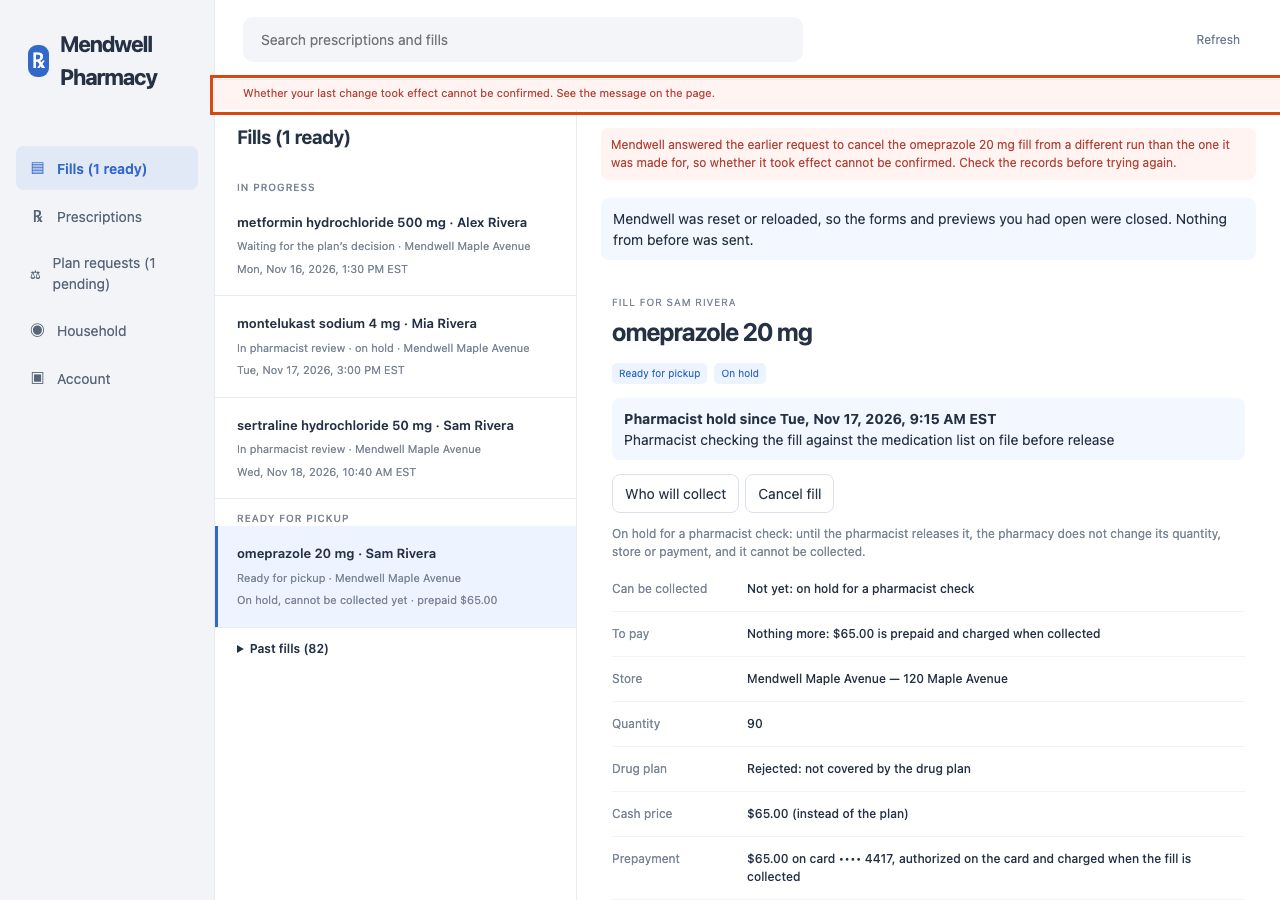 Mendwell
Pharmacy
Fills (1 ready)
Prescriptions
Plan requests (1
pending)
Household
Account
Search prescriptions and fills
Refresh
Whether your last change took effect cannot be confirmed. See the message on the page.
Fills (1 ready)
IN PROGRESS
metformin hydrochloride 500 mg · Alex Rivera
Waiting for the plan's decision · Mendwell Maple Avenue
Mon, Nov 16, 2026, 1:30 PM EST
montelukast sodium 4 mg · Mia Rivera
In pharmacist review · on hold · Mendwell Maple Avenue
Tue, Nov 17, 2026, 3:00 PM EST
sertraline hydrochloride 50 mg · Sam Rivera
In pharmacist review · Mendwell Maple Avenue
Wed, Nov 18, 2026, 10:40 AM EST
READY FOR PICKUP
omeprazole 20 mg · Sam Rivera
Ready for pickup · Mendwell Maple Avenue
On hold, cannot be collected yet · prepaid $65.00
Past fills (82)
Mendwell answered the earlier request to cancel the omeprazole 20 mg fill from a different run than the one it
was made for, so whether it took effect cannot be confirmed. Check the records before trying again.
Mendwell was reset or reloaded, so the forms and previews you had open were closed. Nothing
from before was sent.
FILL FOR SAM RIVERA
omeprazole 20 mg
Ready for pickup
On hold
Pharmacist hold since Tue, Nov 17, 2026, 9:15 AM EST
Pharmacist checking the fill against the medication list on file before release
Who will collect
Cancel fill
On hold for a pharmacist check: until the pharmacist releases it, the pharmacy does not change its quantity,
store or payment, and it cannot be collected.
Can be collected
Not yet: on hold for a pharmacist check
To pay
Nothing more: $65.00 is prepaid and charged when collected
Store
Mendwell Maple Avenue — 120 Maple Avenue
Quantity
90
Drug plan
Rejected: not covered by the drug plan
Cash price
$65.00 (instead of the plan)
Prepayment
$65.00 on card •••• 4417, authorized on the card and charged when the fill is
collected